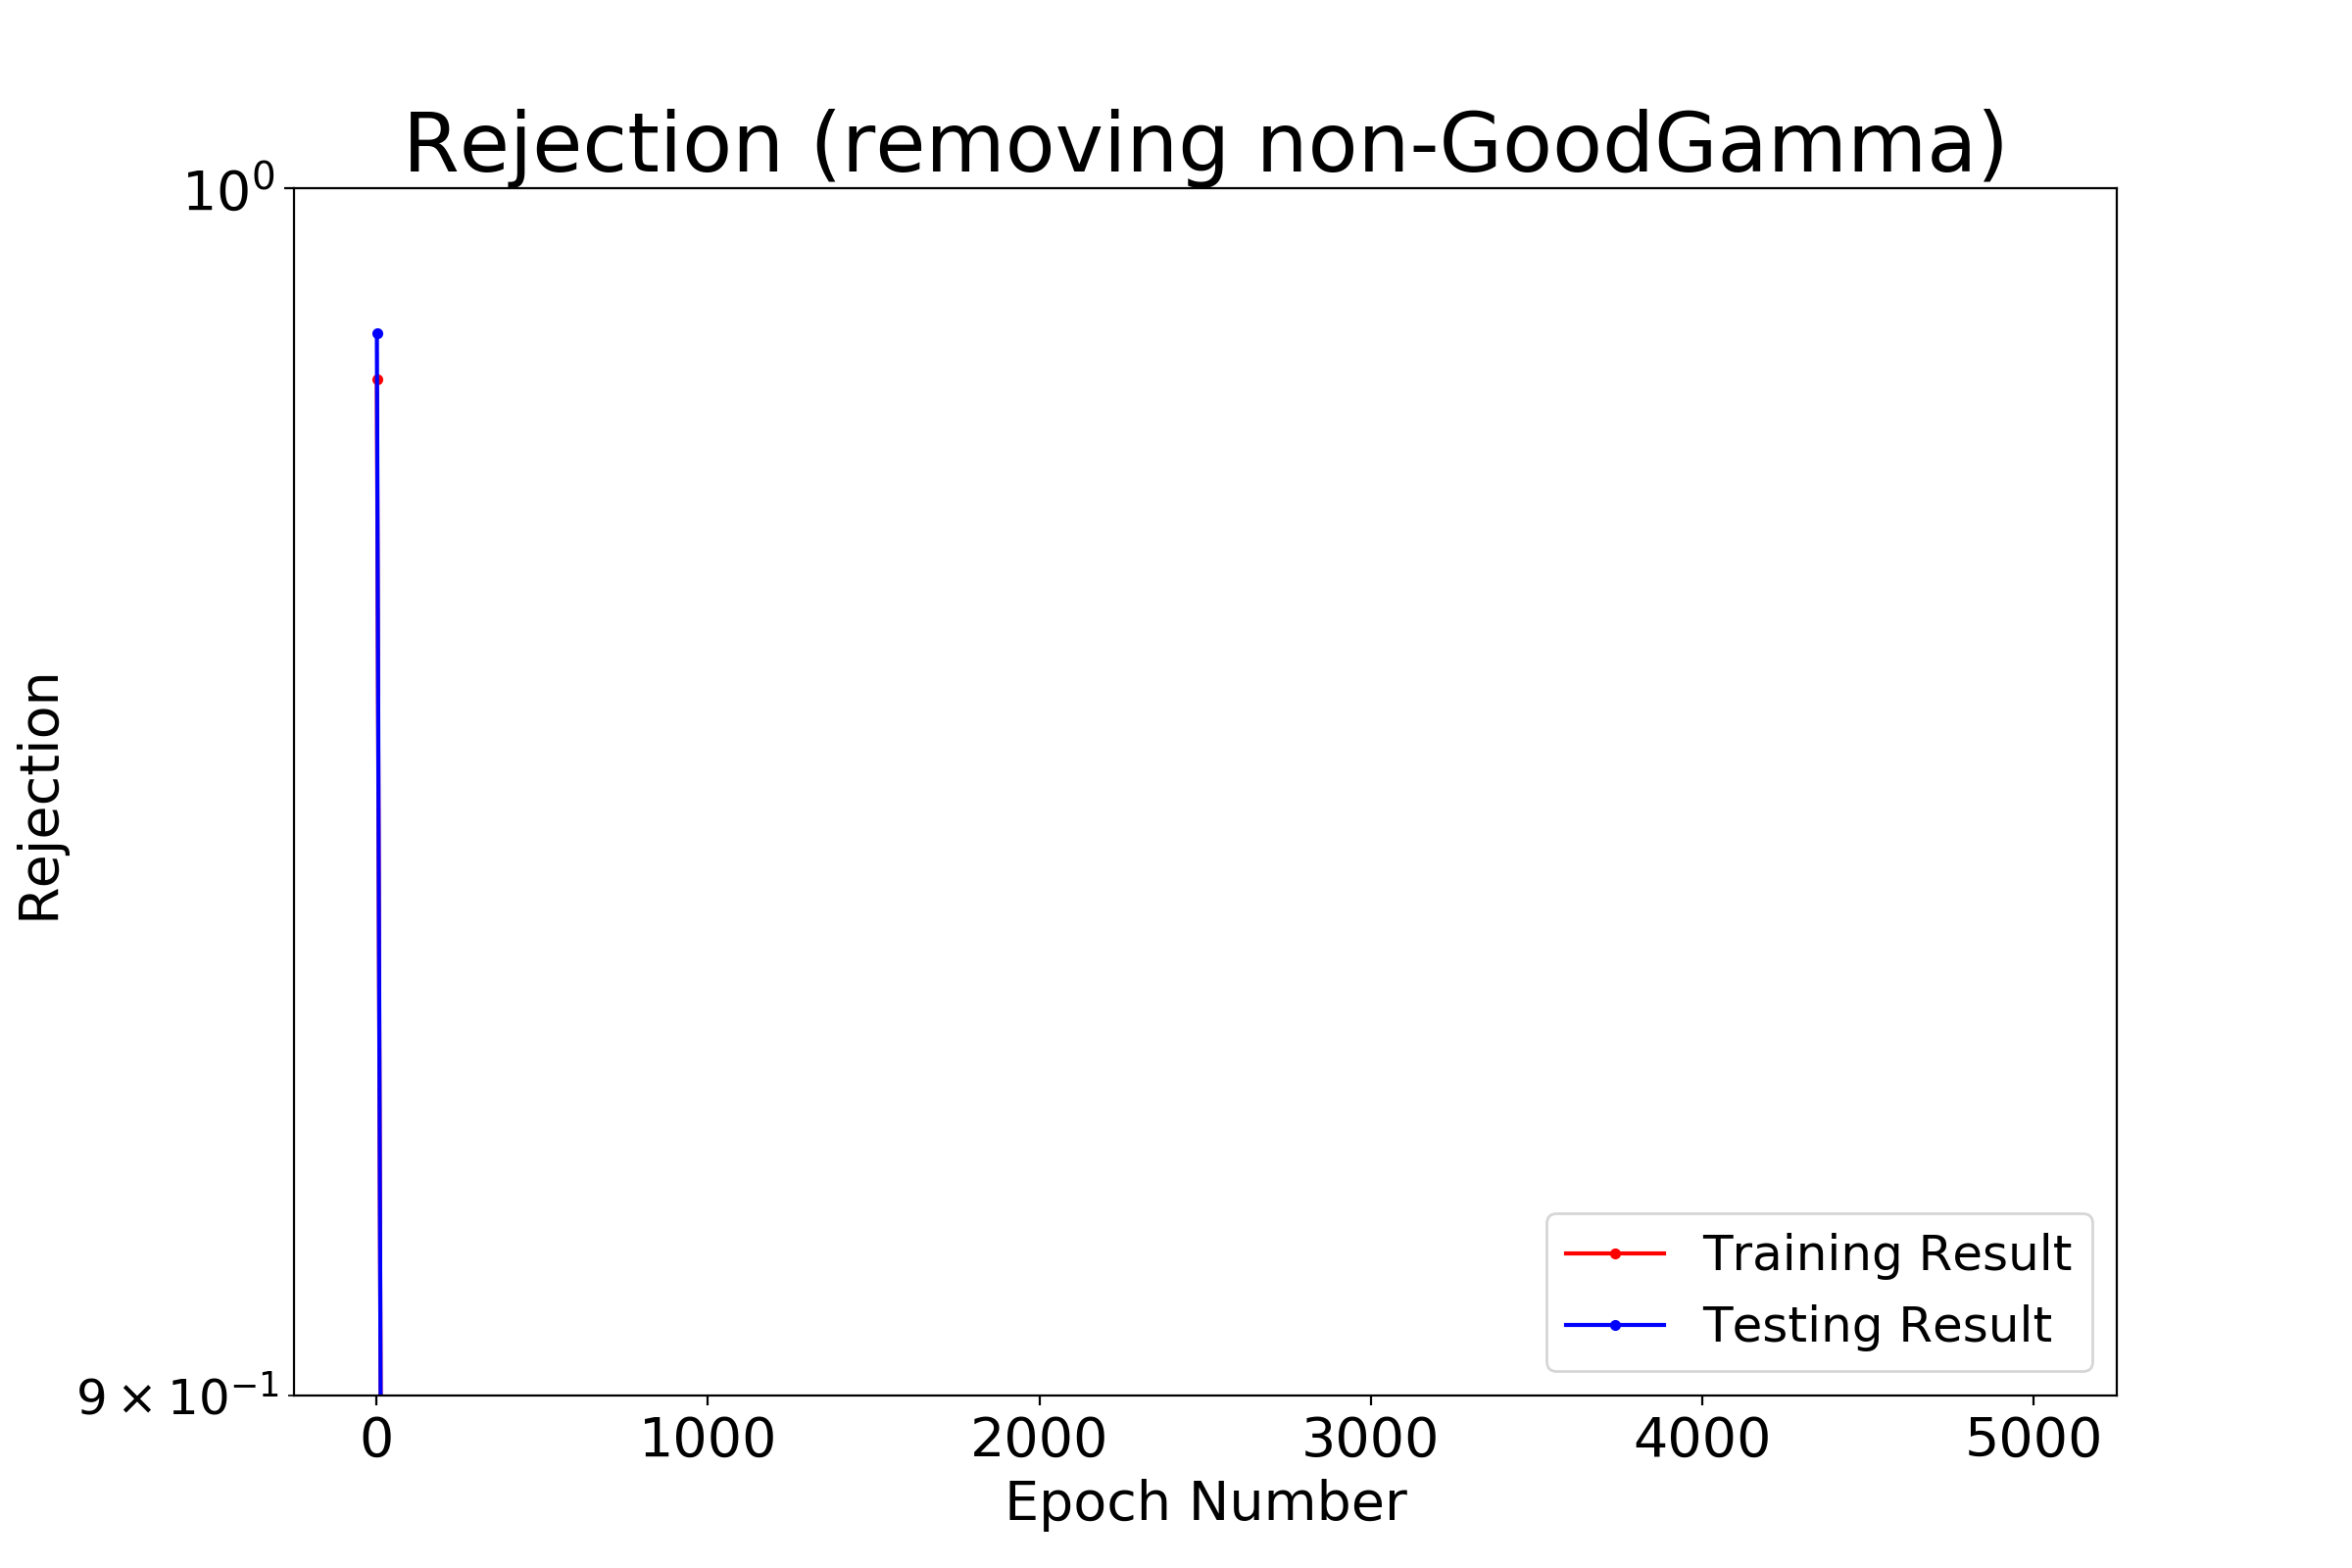 Rejection (removing non-GoodGamma)
10⁰
Rejection
9 × 10⁻¹
0 1000 2000 3000 4000 5000
Epoch Number
Training Result
Testing Result